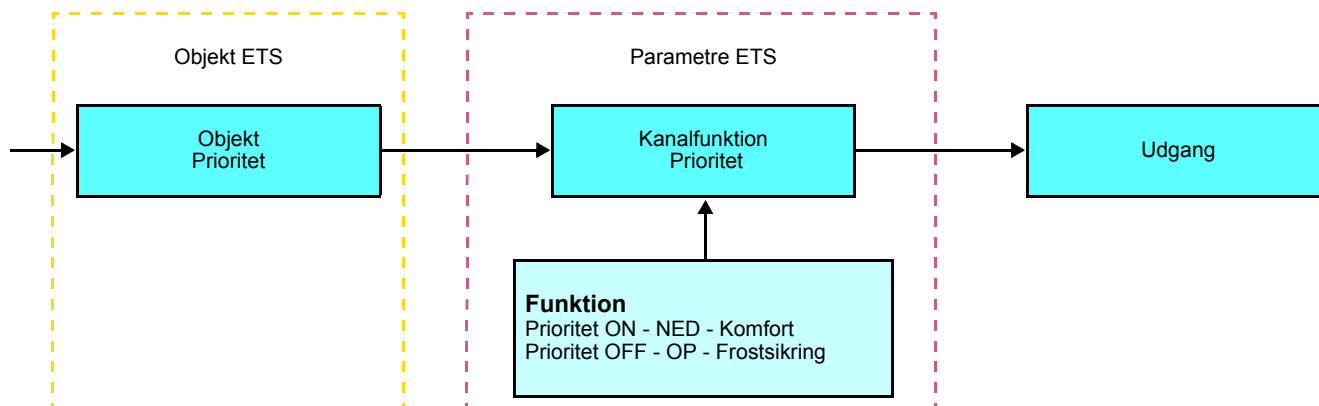 Objekt ETS
Parametre ETS
Objekt
Prioritet
Kanalfunktion
Prioritet
Udgang
Funktion
Prioritet ON - NED - Komfort
Prioritet OFF - OP - Frostsikring